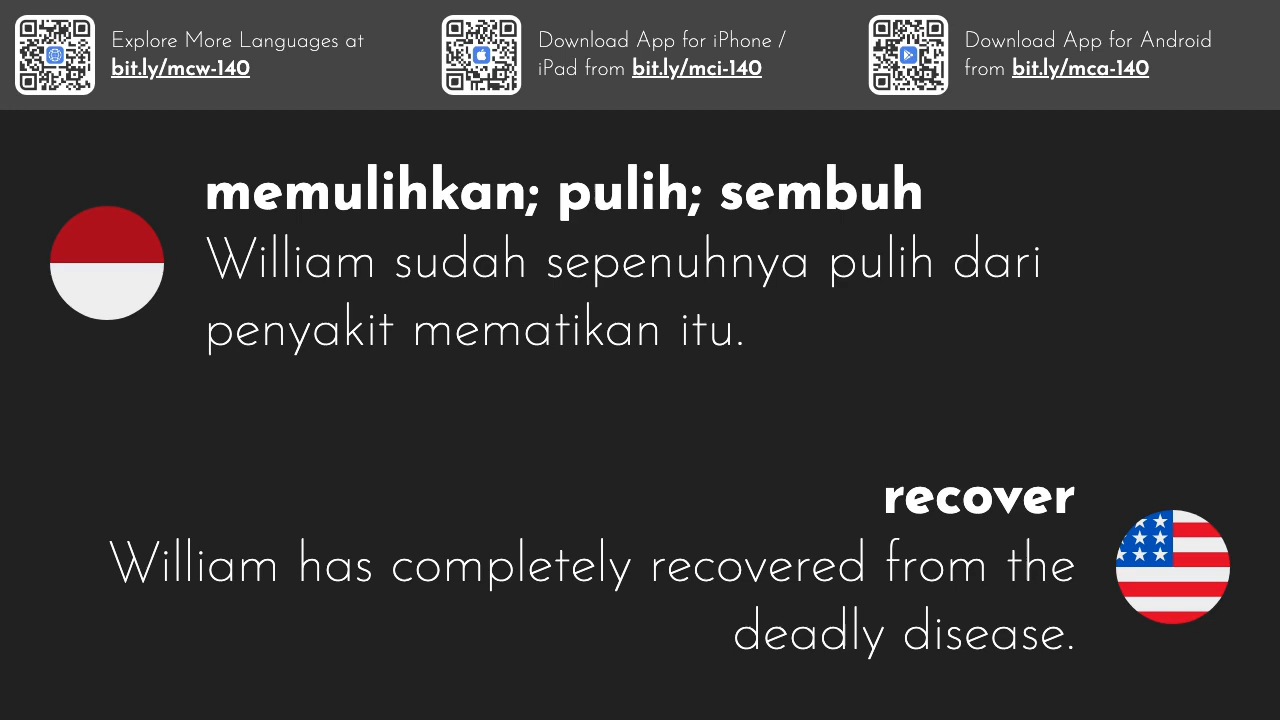 Explore More Languages at
bit.ly/mcw-140
Download App for iPhone /
iPad from bit.ly/mci-140
Download App for Android
from bit.ly/mca-140
memulihkan; pulih; sembuh
William sudah sepenuhnya pulih dari
penyakit mematikan itu.
recover
William has completely recovered from the
deadly disease.